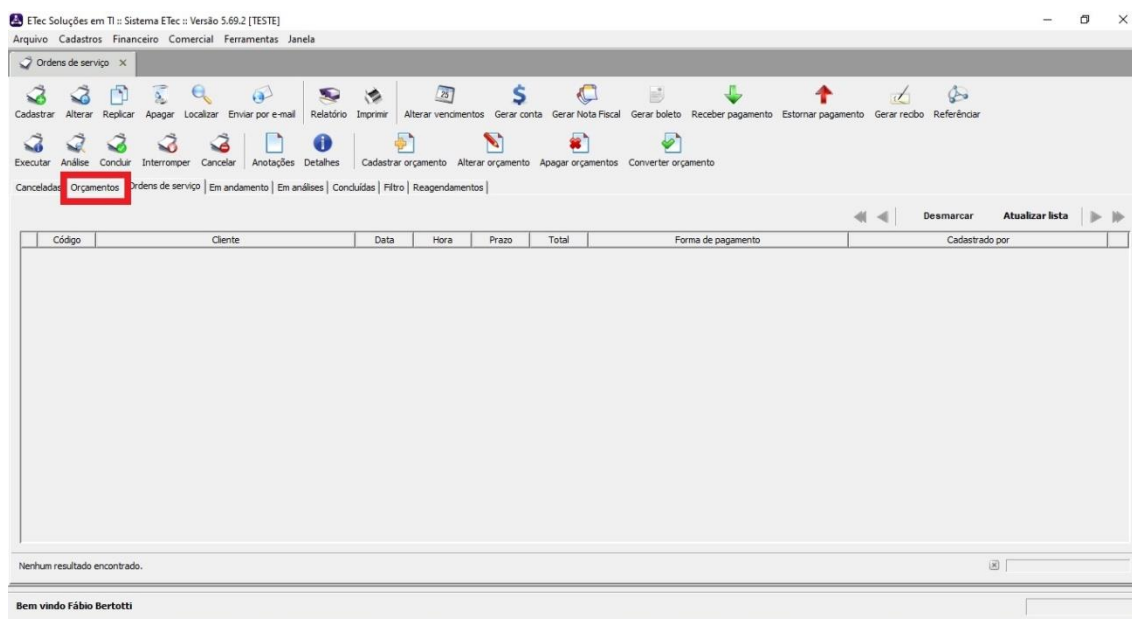 ETec Soluções em TI :: Sistema ETec :: Versão 5.69.2 [TESTE]
Arquivo Cadastros Financeiro Comercial Ferramentas Janela
Ordens de serviço
Cadastrar Alterar Replicar Apagar Localizar Enviar por e-mail Relatório Imprimir Alterar vencimentos Gerar conta Gerar Nota Fiscal Gerar boleto Receber pagamento Estornar pagamento Gerar recibo Referênciar
Executar Análise Concluir Interromper Cancelar Anotações Detalhes Cadastrar orçamento Alterar orçamento Apagar orçamentos Converter orçamento
Canceladas Orçamentos Ordens de serviço Em andamento Em análises Concluídas Filtro Reagendamentos
Desmarcar Atualizar lista
Código Cliente Data Hora Prazo Total Forma de pagamento Cadastrado por
Nenhum resultado encontrado.
Bem vindo Fábio Bertotti